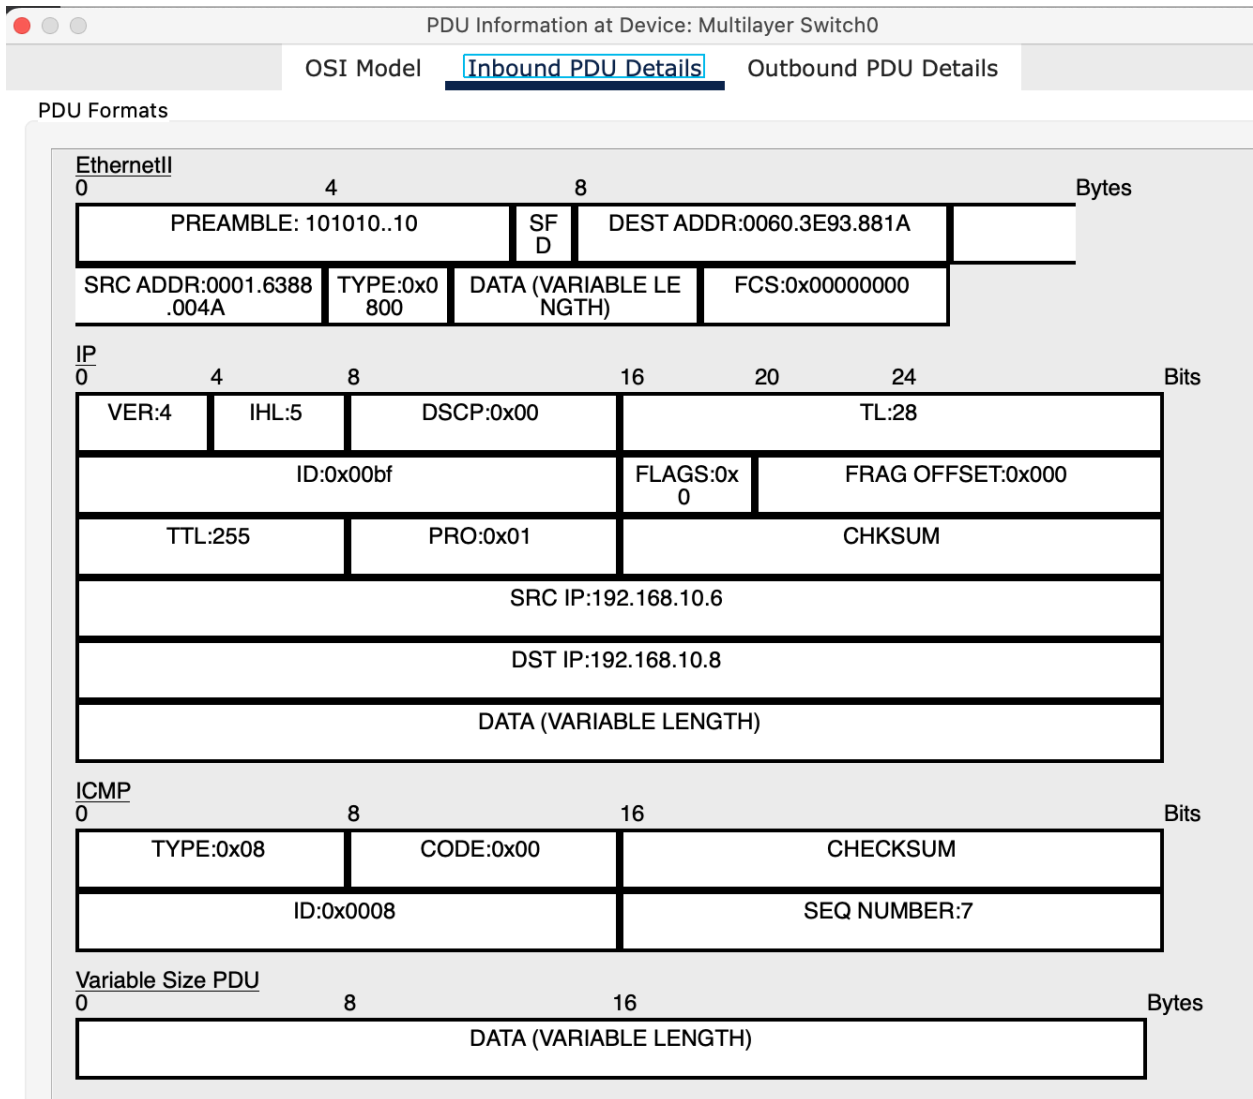 PDU Information at Device: Multilayer Switch0
OSI Model Inbound PDU Details Outbound PDU Details
PDU Formats
EthernetII
0 4 8 Bytes
PREAMBLE: 101010..10 SF DEST ADDR:0060.3E93.881A
D
SRC ADDR:0001.6388 TYPE:0x0 DATA (VARIABLE LE FCS:0x00000000
.004A 800 NGTH)
IP
0 4 8 16 20 24 Bits
VER:4 IHL:5 DSCP:0x00 TL:28
ID:0x00bf FLAGS:0x FRAG OFFSET:0x000
0
TTL:255 PRO:0x01 CHKSUM
SRC IP:192.168.10.6
DST IP:192.168.10.8
DATA (VARIABLE LENGTH)
ICMP
0 8 16 Bits
TYPE:0x08 CODE:0x00 CHECKSUM
ID:0x0008 SEQ NUMBER:7
Variable Size PDU
0 8 16 Bytes
DATA (VARIABLE LENGTH)